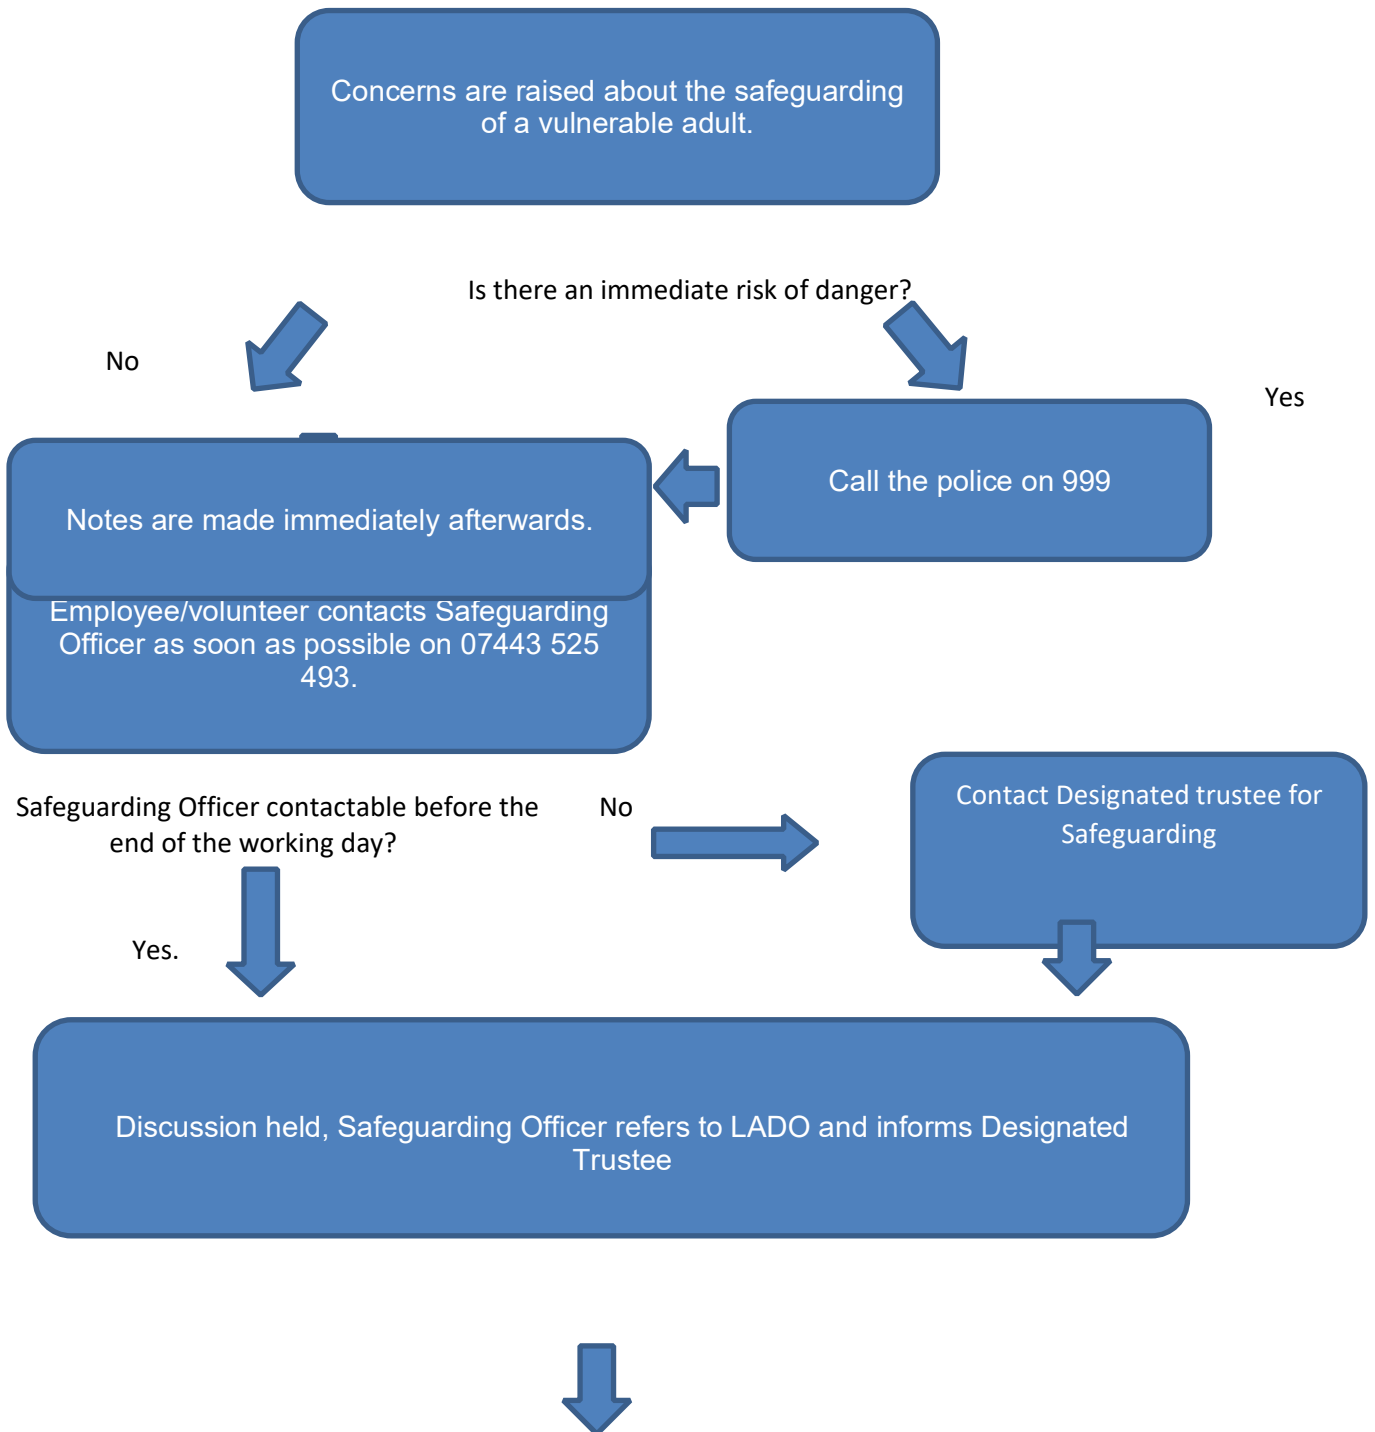 Concerns are raised about the safeguarding
of a vulnerable adult.
Is there an immediate risk of danger?
No
Yes
Call the police on 999
Notes are made immediately afterwards.
Employee/volunteer contacts Safeguarding
Officer as soon as possible on 07443 525
493.
Safeguarding Officer contactable before the
end of the working day?
No
Contact Designated trustee for
Safeguarding
Yes.
Discussion held, Safeguarding Officer refers to LADO and informs Designated
Trustee